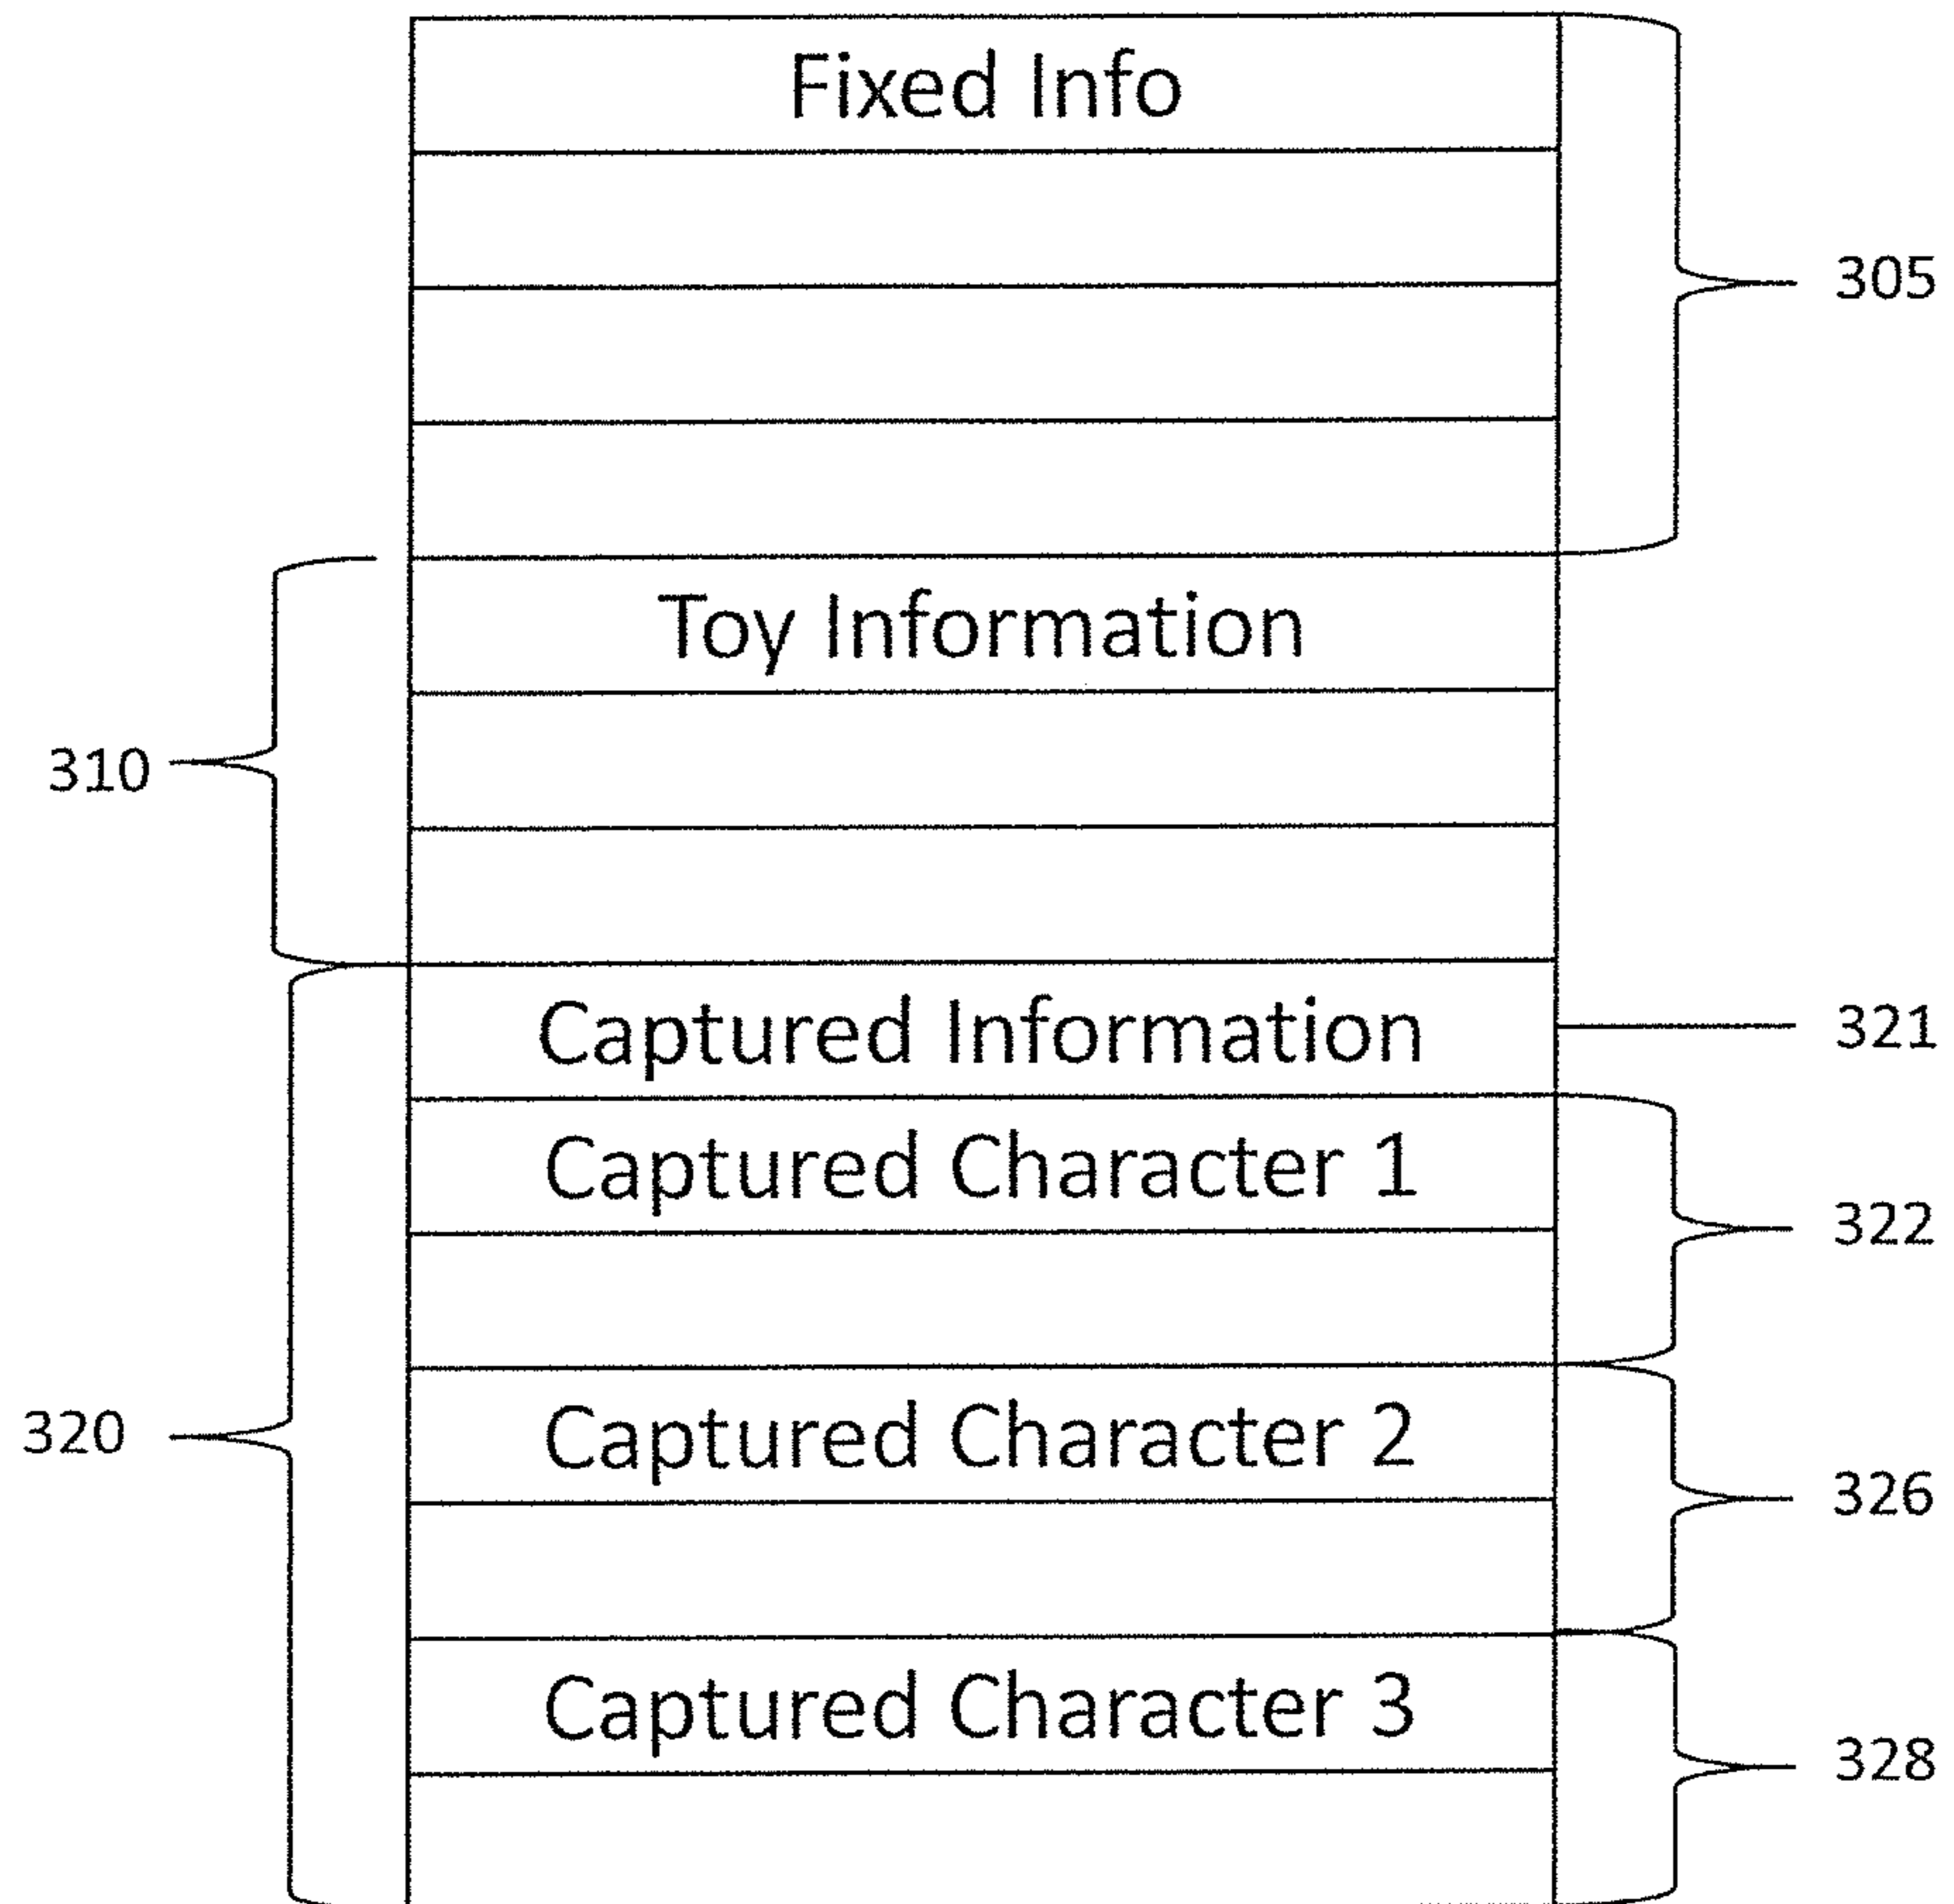 Fixed Info
305
Toy Information
310
Captured Information
321
Captured Character 1
322
320
Captured Character 2
326
Captured Character 3
328